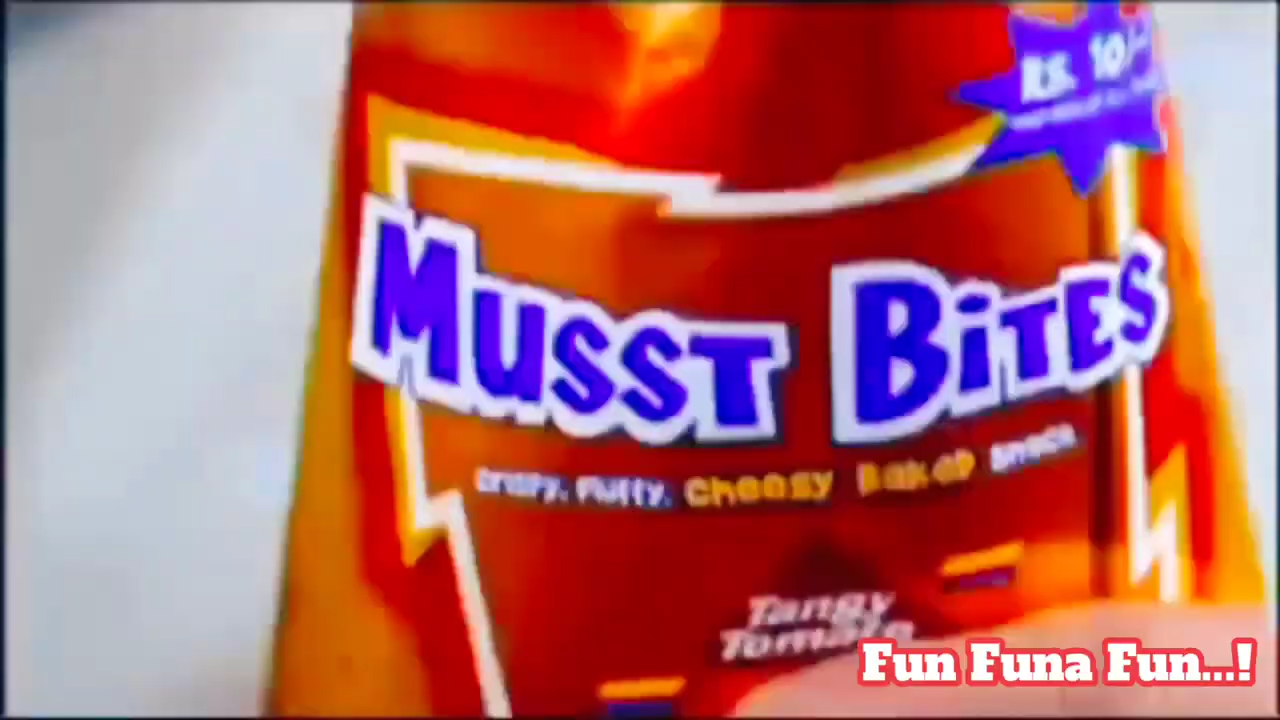 Rs. 10/-
MUSST BiTES
Crispy, Fluffy, Cheesy Baked Snack
Tangy
Tomato
Fun Funa Fun...!